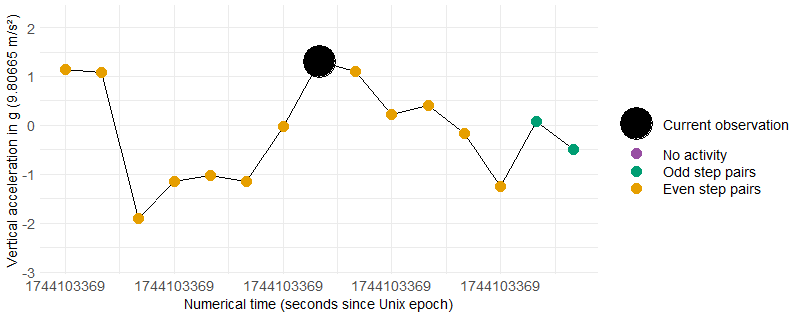 Vertical acceleration in g (9.80665 m/s²)
2
1
0
-1
-2
-3
1744103369 1744103369 1744103369 1744103369 1744103369
Numerical time (seconds since Unix epoch)
Current observation
No activity
Odd step pairs
Even step pairs